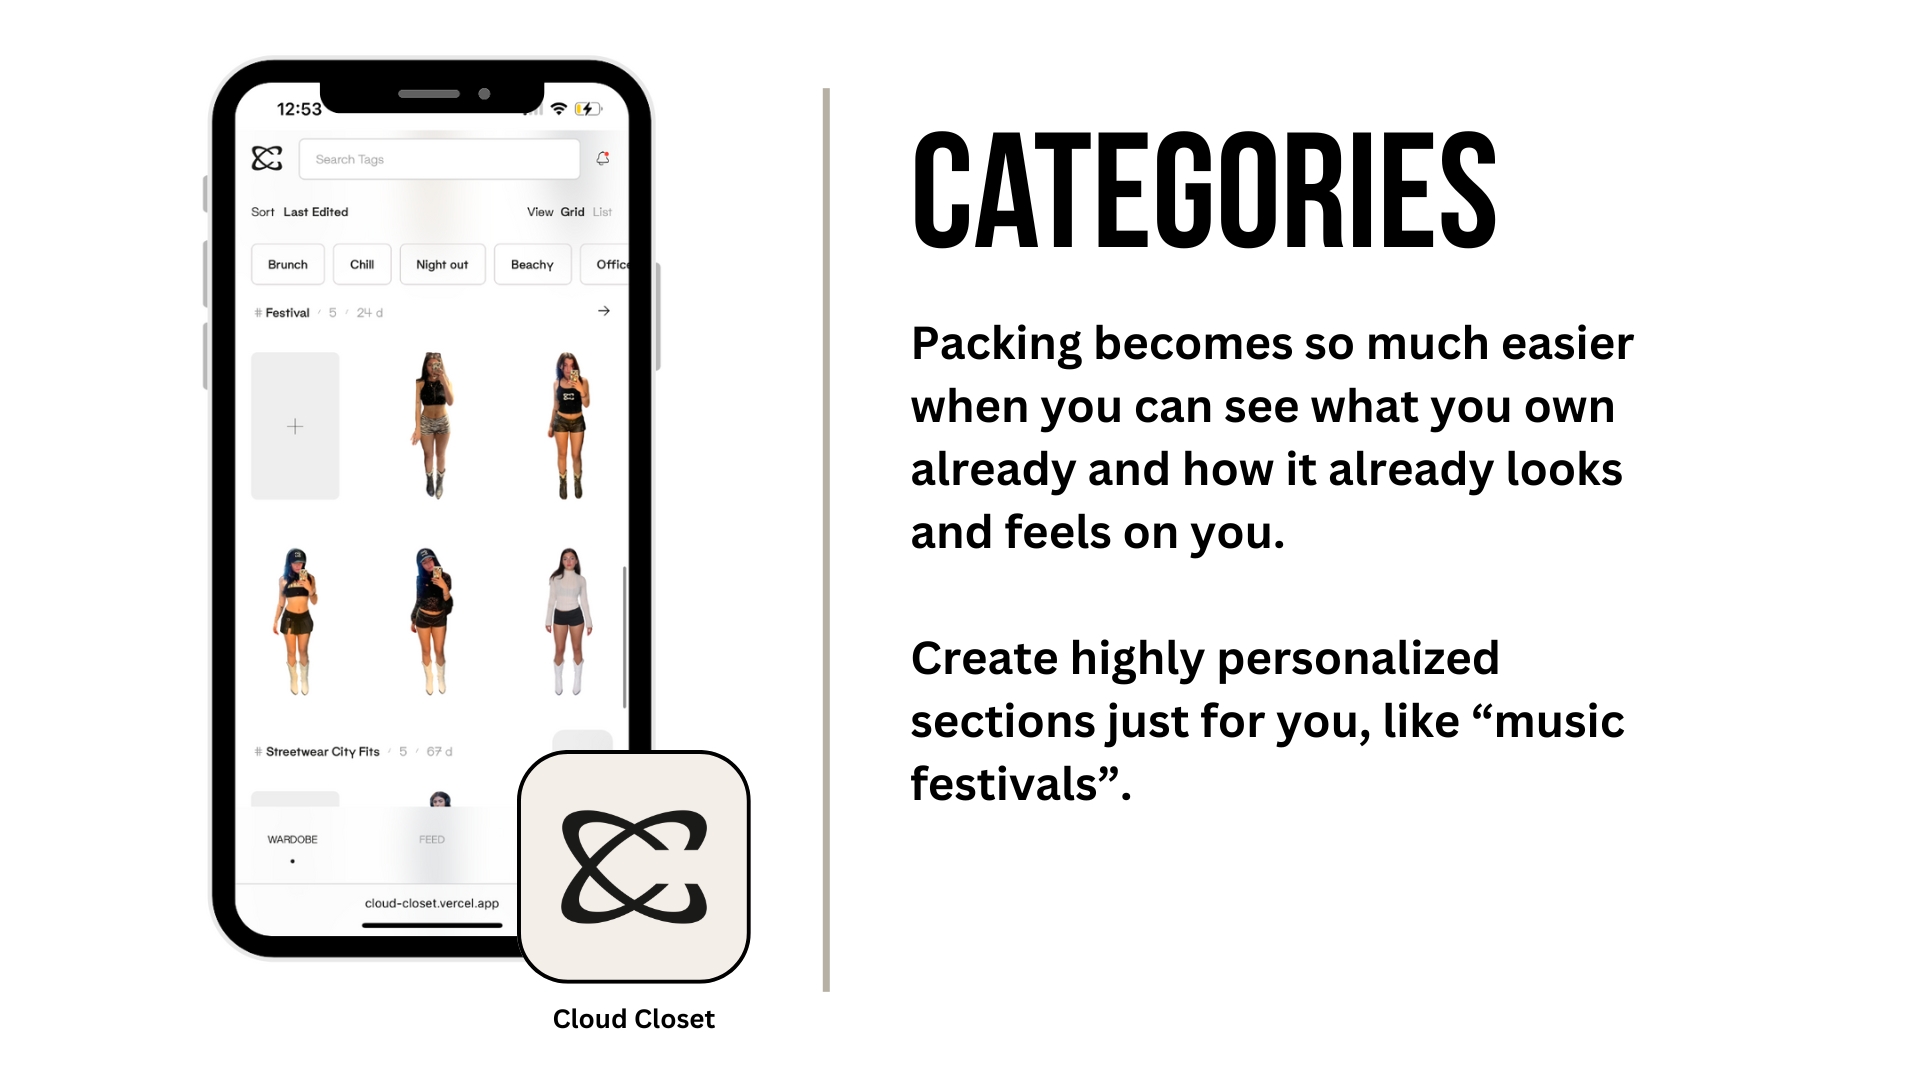 12:53
Search Tags
Sort Last Edited
View Grid List
Brunch
Chill
Night out
Beachy
Office
# Festival / 5 / 24 d
# Streetwear City Fits / 5 / 67 d
WARDOBE
FEED
cloud-closet.vercel.app
Cloud Closet
CATEGORIES
Packing becomes so much easier
when you can see what you own
already and how it already looks
and feels on you.
Create highly personalized
sections just for you, like “music
festivals”.